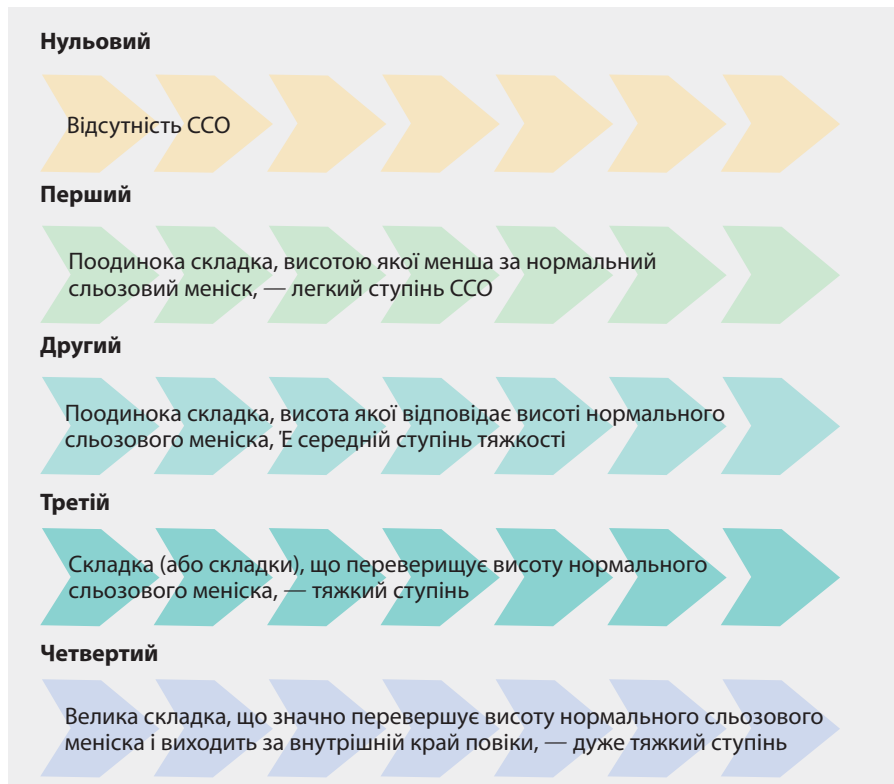 Нульовий
Відсутність ССО
Перший
Поодинока складка, висотою якої менша за нормальний
сльозовий меніск, — легкий ступінь ССО
Другий
Поодинока складка, висота якої відповідає висоті нормального
сльозового меніска, Έ середній ступінь тяжкості
Третій
Складка (або складки), що переверищує висоту нормального
сльозового меніска, — тяжкий ступінь
Четвертий
Велика складка, що значно перевершує висоту нормального сльозового
меніска і виходить за внутрішній край повіки, — дуже тяжкий ступінь